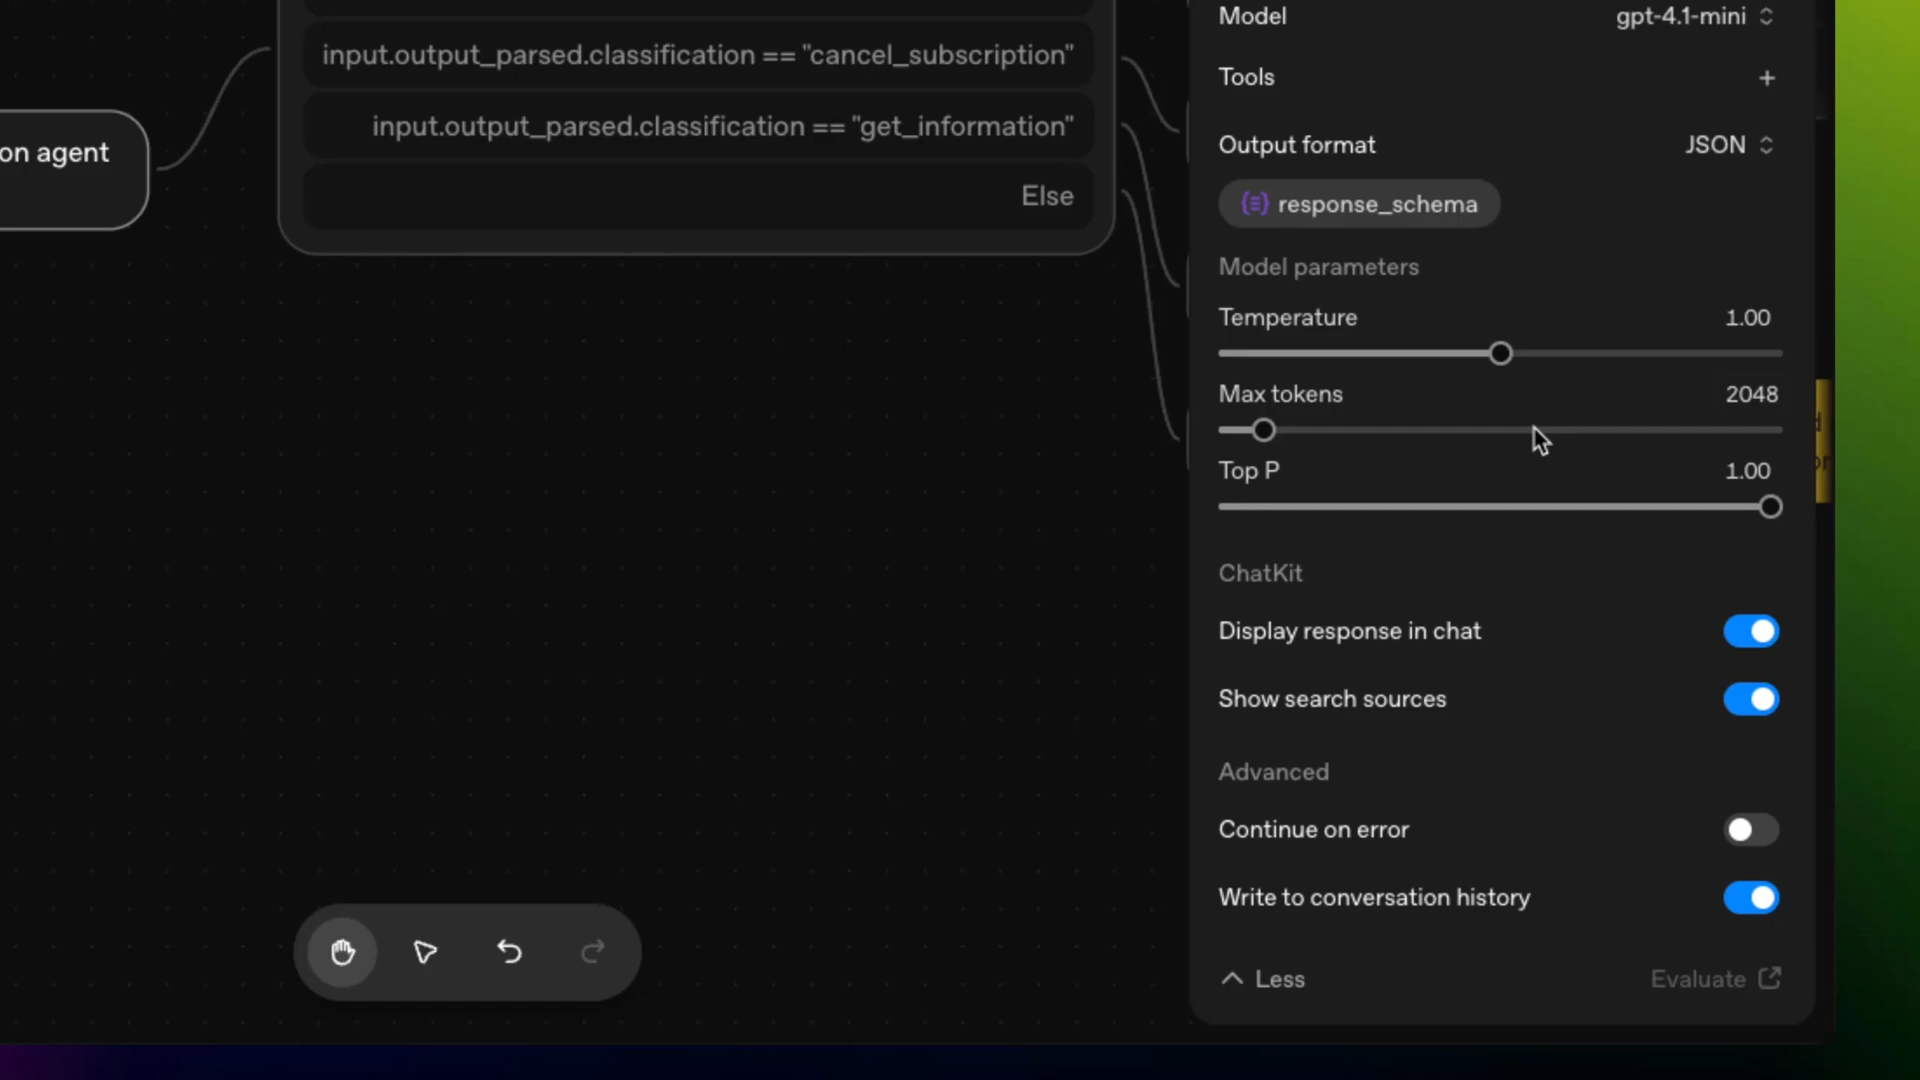 input.output_parsed.classification == "cancel_subscription"
input.output_parsed.classification == "get_information"
Else
on agent
Model
gpt-4.1-mini
Tools
Output format
JSON
response_schema
Model parameters
Temperature
1.00
Max tokens
2048
Top P
1.00
ChatKit
Display response in chat
Show search sources
Advanced
Continue on error
Write to conversation history
Less
Evaluate